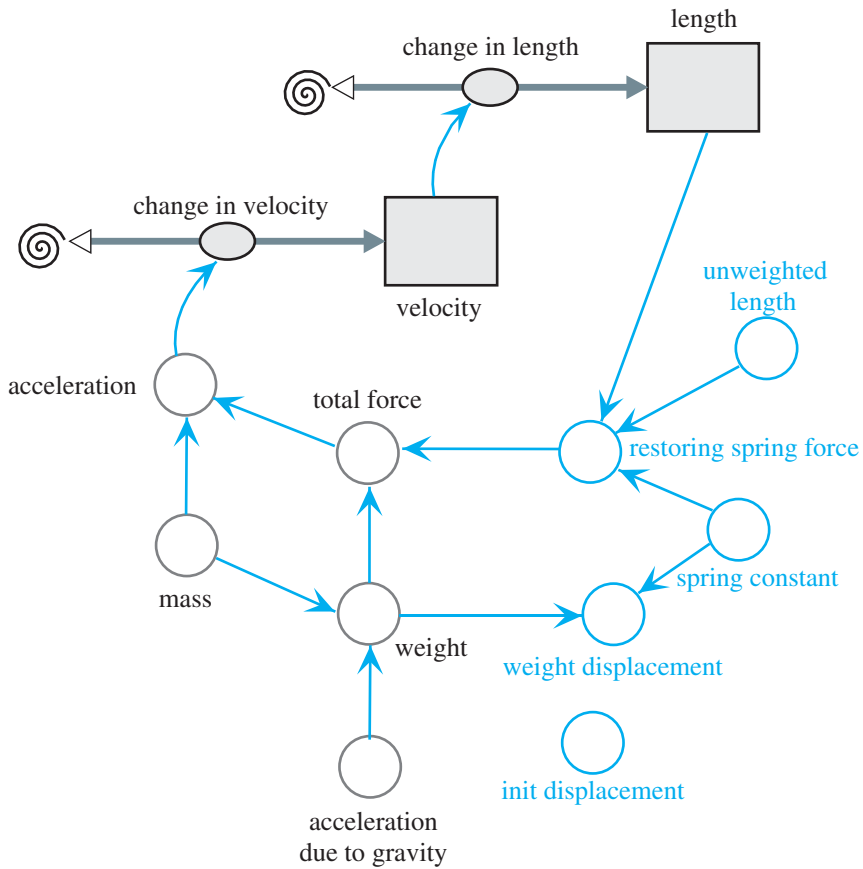 length
change in length
change in velocity
velocity
unweighted
length
acceleration
total force
restoring spring force
mass
spring constant
weight
weight displacement
init displacement
acceleration
due to gravity